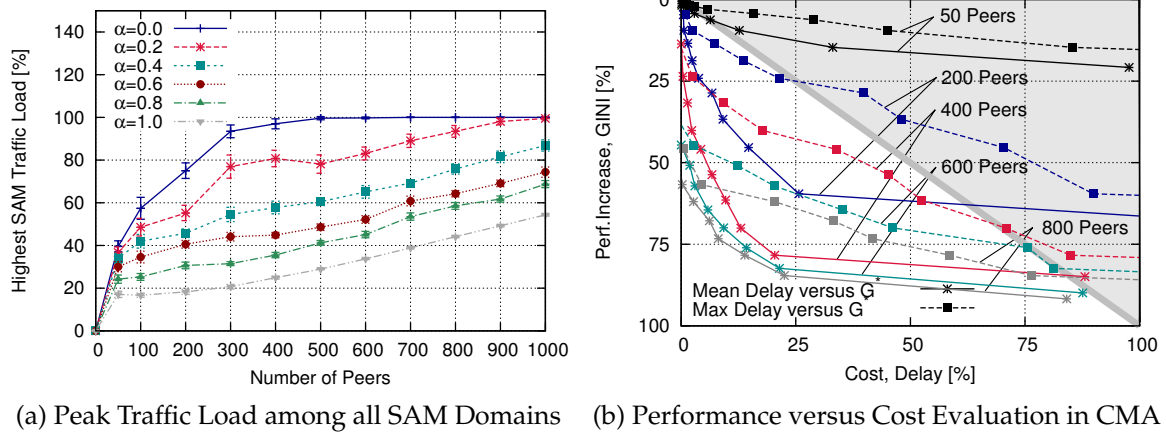 Highest SAM Traffic Load [%]
140
120
100
80
60
40
20
0
α=0.0
α=0.2
α=0.4
α=0.6
α=0.8
α=1.0
0 100 200 300 400 500 600 700 800 900 1000
Number of Peers
(a) Peak Traffic Load among all SAM Domains
Perf.Increase, GINI [%]
0
25
50
75
100
50 Peers
200 Peers
400 Peers
600 Peers
800 Peers
Mean Delay versus G*
Max Delay versus G
0 25 50 75 100
Cost, Delay [%]
(b) Performance versus Cost Evaluation in CMA